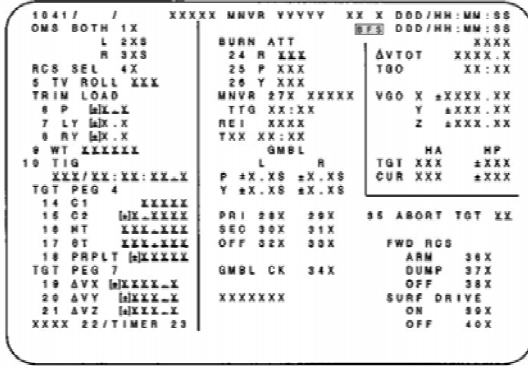 1041/ / XXXXX MNVR YYYYY XX X DDD/HH:MM:SS
OMS BOTH 1X BFS DDD/HH:MM:SS
L 2XS BURN ATT XXXX
R 3XS 24 R XXX ΔVTOT XXXX.X
RCS SEL 4X 25 P XXX TGO XX:XX
5 TV ROLL XXX 26 Y XXX
TRIM LOAD MNVR 27X XXXXX VGO X ±XXXX.XX
6 P [±]X.X TTG XX:XX Y ±XXX.XX
7 LY [±]X.X REI XXXX Z ±XXX.XX
8 RY [±]X.X TXX XX:XX
9 WT XXXXXX GMBL HA HP
10 TIG L R TGT XXX ±XXX
XXX/XX:XX:XX.X P ±X.XS ±X.XS CUR XXX ±XXX
TGT PEG 4 Y ±X.XS ±X.XS
14 C1 XXXXX
15 C2 [±]X.XXXX PRI 28X 29X 35 ABORT TGT XX
16 HT XXX.XXX SEC 30X 31X
17 θT XXX.XXX OFF 32X 33X FWD RCS
18 PRPLT [±]XXXXX ARM 36X
TGT PEG 7 GMBL CK 34X DUMP 37X
19 ΔVX [±]XXXX.X OFF 38X
20 ΔVY [±]XXX.X XXXXXXX SURF DRIVE
21 ΔVZ [±]XXX.X ON 39X
XXXX 22/TIMER 23 OFF 40X